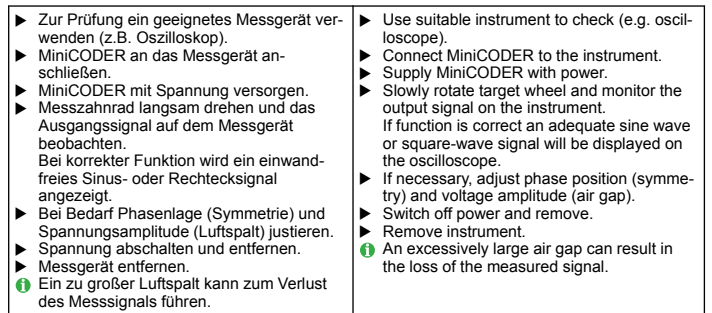 ▶ Zur Prüfung ein geeignetes Messgerät ver-
wenden (z.B. Oszilloskop).
▶ MiniCODER an das Messgerät an-
schließen.
▶ MiniCODER mit Spannung versorgen.
▶ Messzahnrad langsam drehen und das
Ausgangssignal auf dem Messgerät
beobachten.
Bei korrekter Funktion wird ein einwand-
freies Sinus- oder Rechtecksignal
angezeigt.
▶ Bei Bedarf Phasenlage (Symmetrie) und
Spannungsamplitude (Luftspalt) justieren.
▶ Spannung abschalten und entfernen.
▶ Messgerät entfernen.
Ein zu großer Luftspalt kann zum Verlust
des Messsignals führen.
▶ Use suitable instrument to check (e.g. oscil-
loscope).
▶ Connect MiniCODER to the instrument.
▶ Supply MiniCODER with power.
▶ Slowly rotate target wheel and monitor the
output signal on the instrument.
If function is correct an adequate sine wave
or square-wave signal will be displayed on
the oscilloscope.
▶ If necessary, adjust phase position (symme-
try) and voltage amplitude (air gap).
▶ Switch off power and remove.
▶ Remove instrument.
An excessively large air gap can result in
the loss of the measured signal.